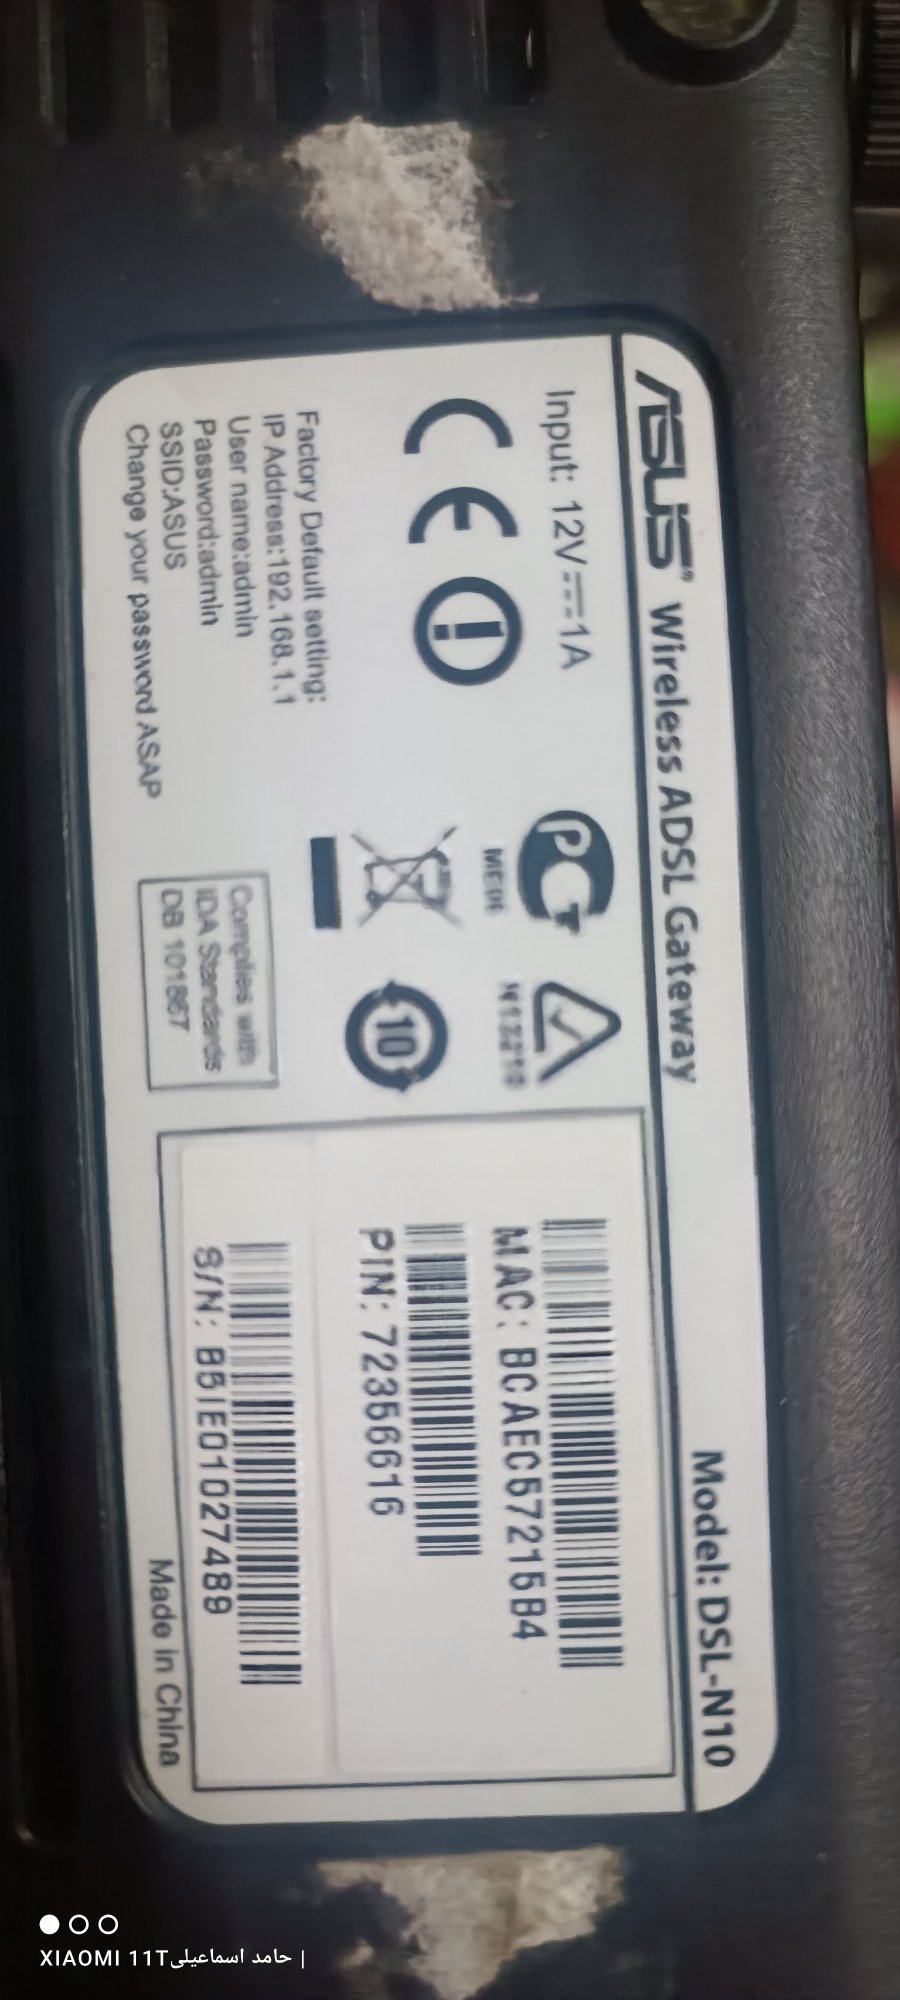 ASUS Wireless ADSL Gateway Model: DSL-N10
Input: 12V⎓1A
Factory Default setting:
IP Address:192.168.1.1
User name:admin
Password:admin
SSID:ASUS
Change your password ASAP
N12219
10
Complies with
IDA Standards
DB 101867
MAC: BCAEC57215B4
PIN: 72356616
S/N: B5IE01027489
Made in China
XIAOMI 11T حامد اسماعیلی |